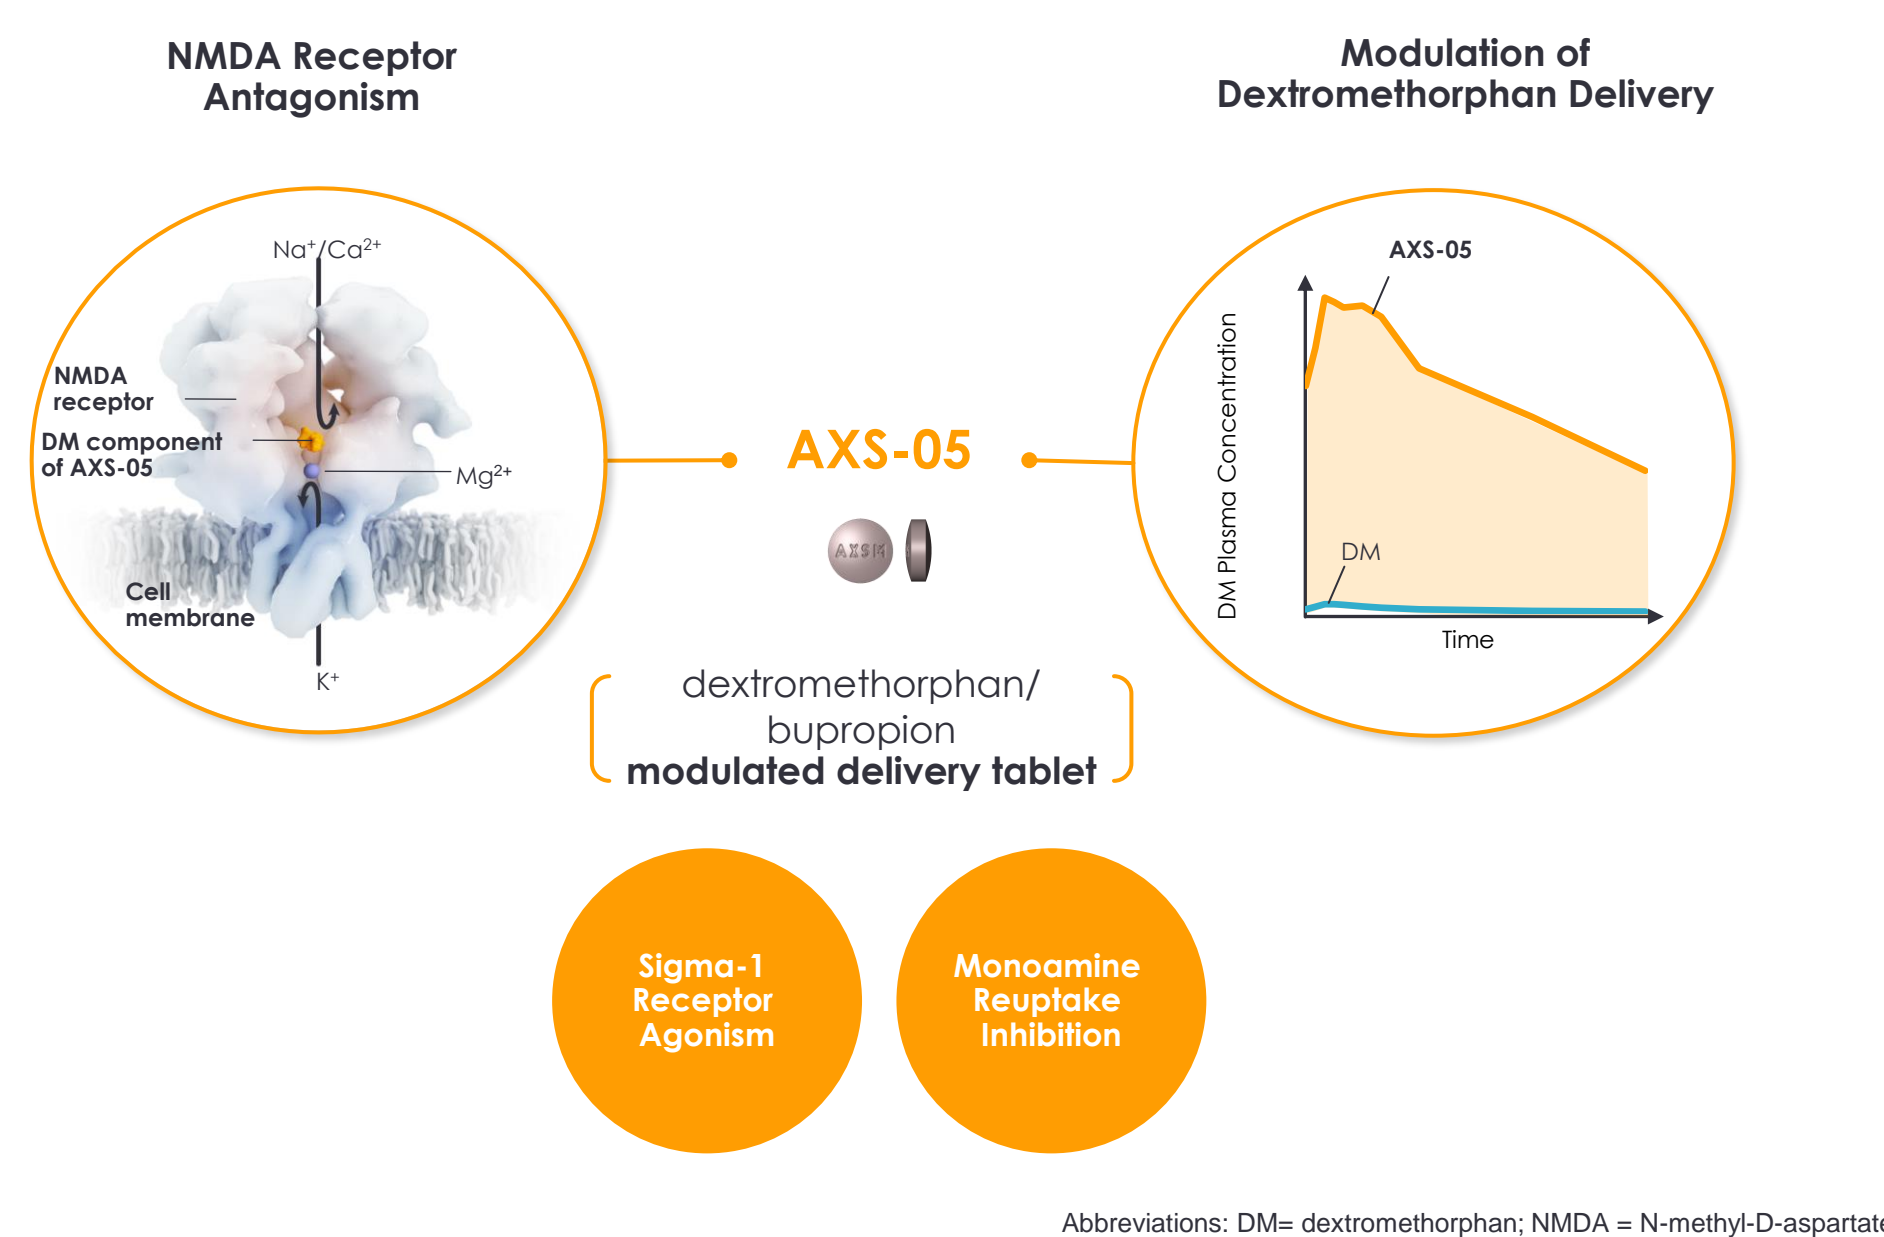 NMDA Receptor
Antagonism
Modulation of
Dextromethorphan Delivery
Na⁺/Ca²⁺
NMDA
receptor
DM component
of AXS-05
Mg²⁺
Cell
membrane
K⁺
AXS-05
AXSM
dextromethorphan/
bupropion
modulated delivery tablet
AXS-05
DM Plasma Concentration
DM
Time
Sigma-1
Receptor
Agonism
Monoamine
Reuptake
Inhibition
Abbreviations: DM= dextromethorphan; NMDA = N-methyl-D-aspartate